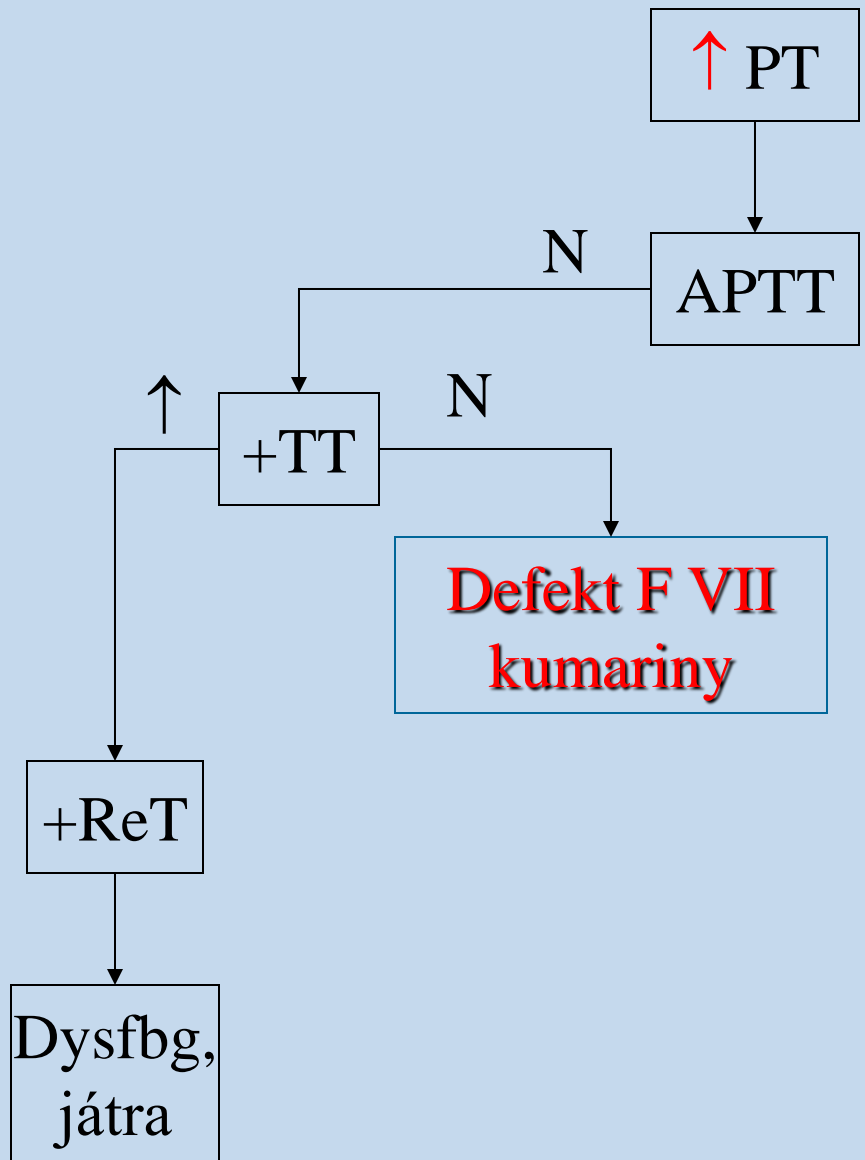 ↑ PT
N
APTT
↑
N
+TT
Defekt F VII
kumariny
+ReT
Dysfbg,
játra